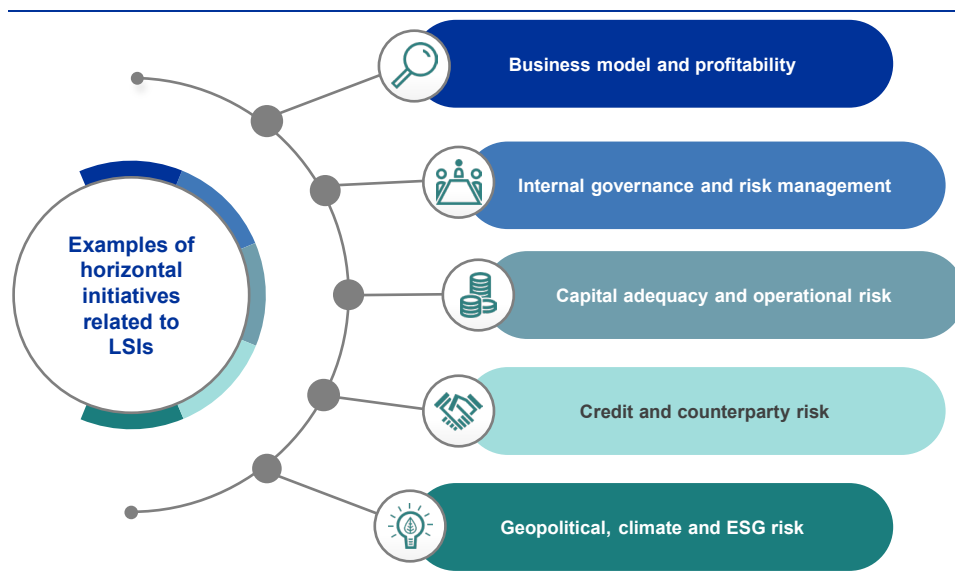 Examples of
horizontal
initiatives
related to
LSIs
Business model and profitability
Internal governance and risk management
Capital adequacy and operational risk
Credit and counterparty risk
Geopolitical, climate and ESG risk